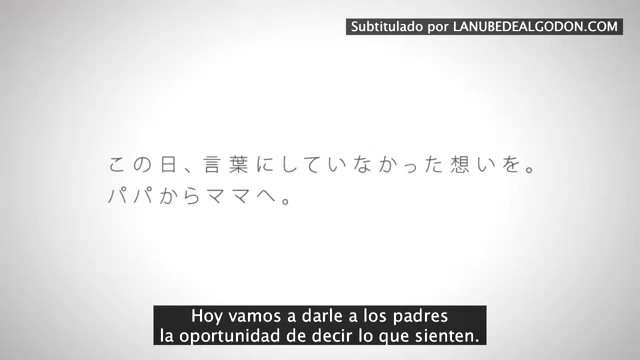 Subtitulado por LANUBEDEALGODON.COM
この日、言葉にしていなかった想いを。
パパからママへ。
Hoy vamos a darle a los padres
la oportunidad de decir lo que sienten.